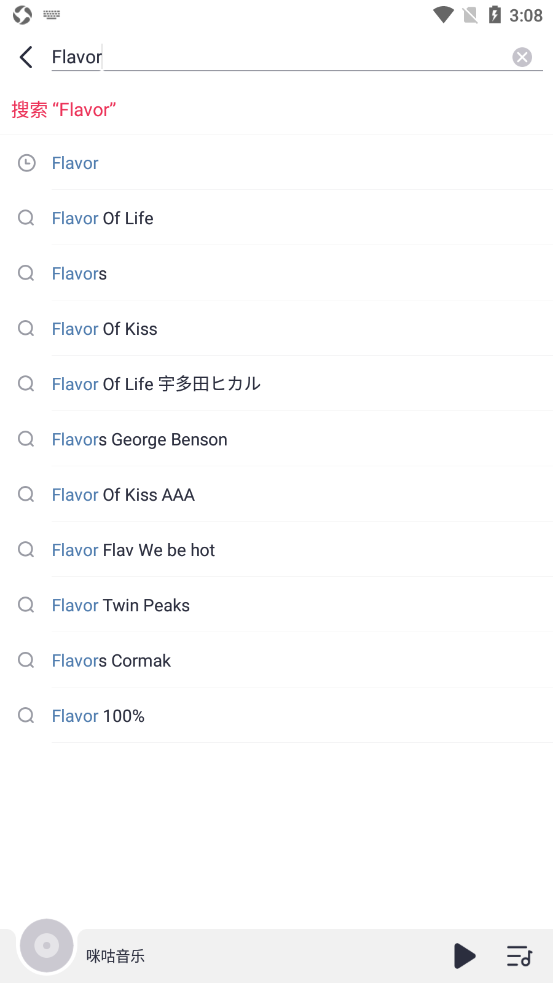 3:08
Flavor
搜索 “Flavor”
Flavor
Flavor Of Life
Flavors
Flavor Of Kiss
Flavor Of Life 宇多田ヒカル
Flavors George Benson
Flavor Of Kiss AAA
Flavor Flav We be hot
Flavor Twin Peaks
Flavors Cormak
Flavor 100%
咪咕音乐